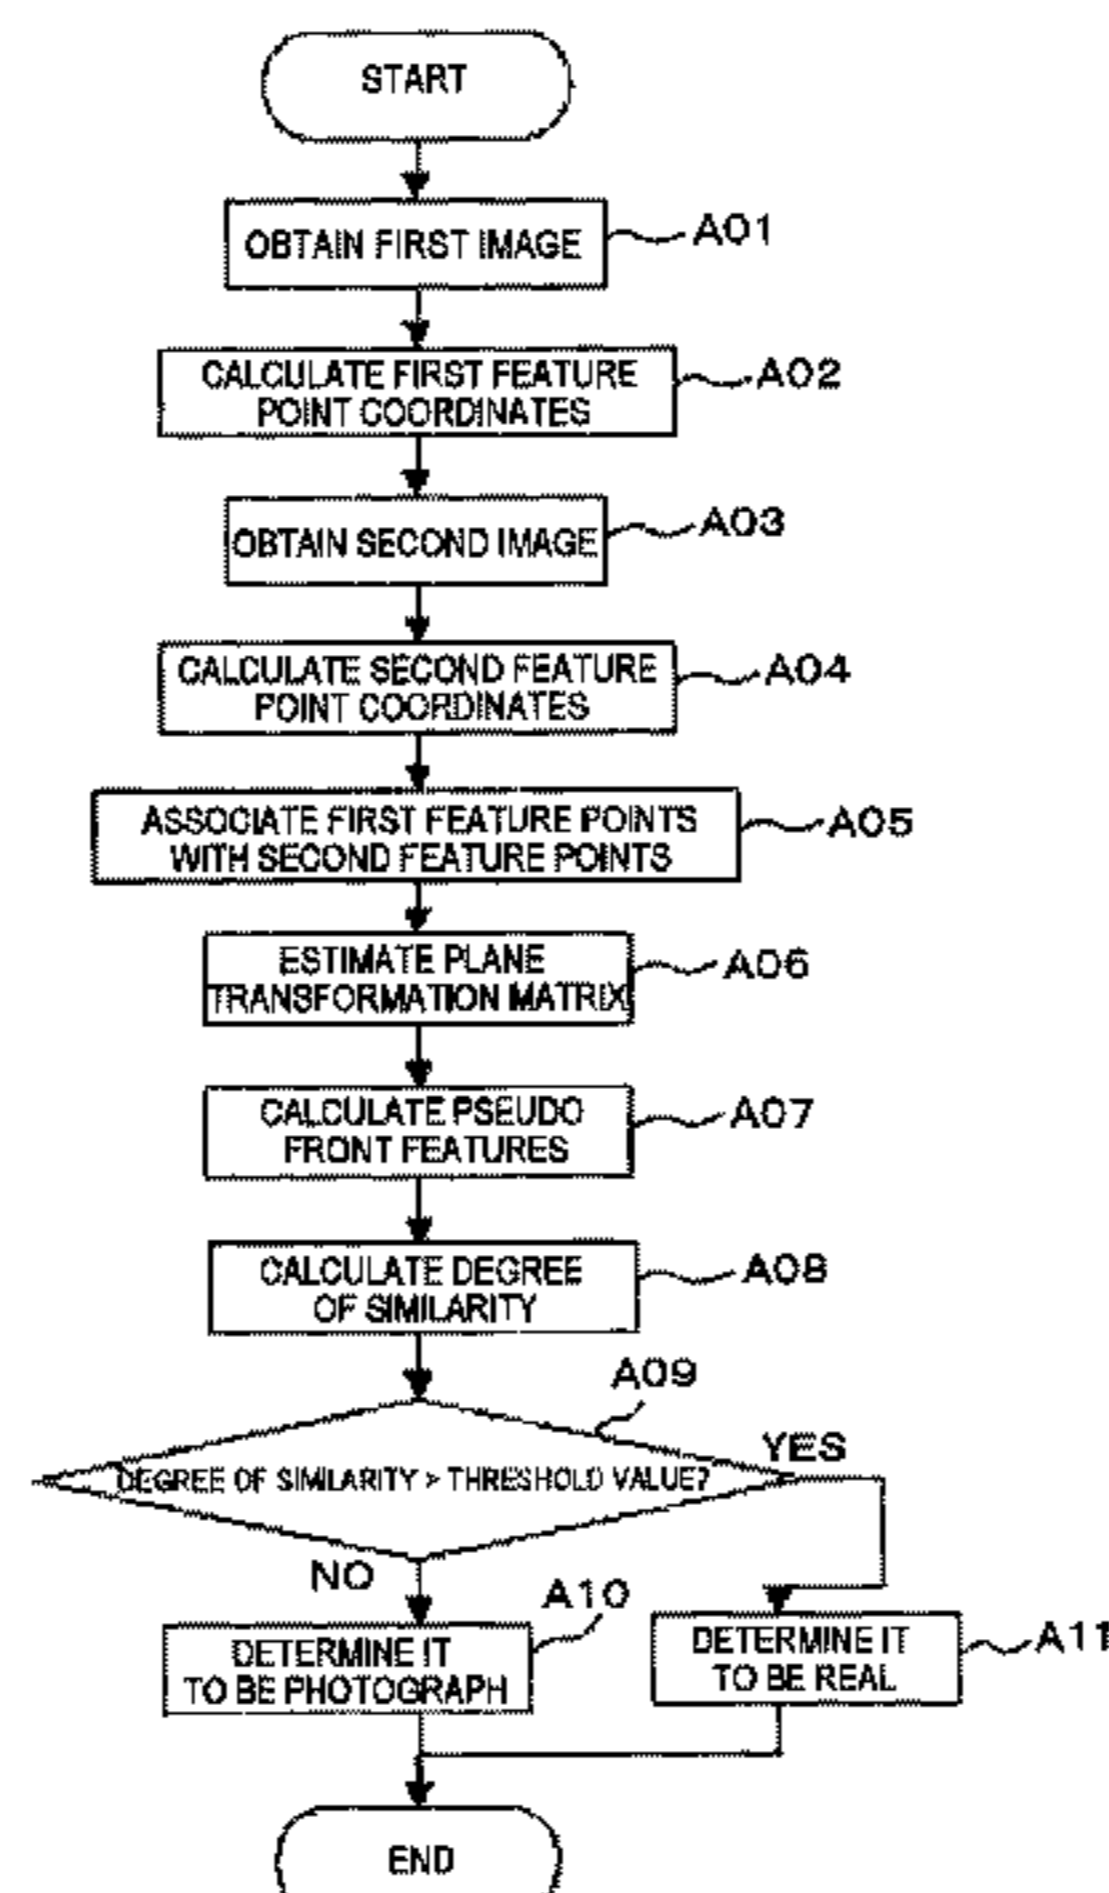 START
OBTAIN FIRST IMAGE
A01
CALCULATE FIRST FEATURE
POINT COORDINATES
A02
OBTAIN SECOND IMAGE
A03
CALCULATE SECOND FEATURE
POINT COORDINATES
A04
ASSOCIATE FIRST FEATURE POINTS
WITH SECOND FEATURE POINTS
A05
ESTIMATE PLANE
TRANSFORMATION MATRIX
A06
CALCULATE PSEUDO
FRONT FEATURES
A07
CALCULATE DEGREE
OF SIMILARITY
A08
A09
DEGREE OF SIMILARITY > THRESHOLD VALUE?
YES
NO
A10
DETERMINE IT
TO BE PHOTOGRAPH
DETERMINE IT
TO BE REAL
A11
END